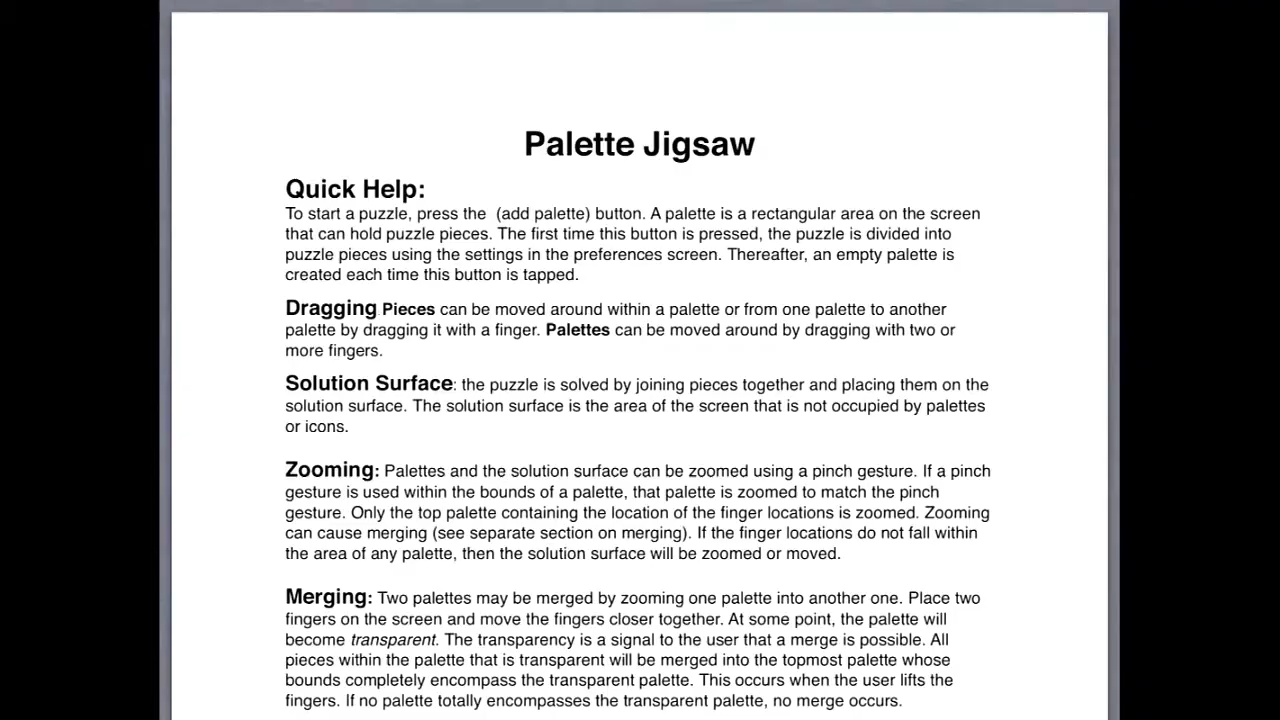 Palette Jigsaw
Quick Help:
To start a puzzle, press the  (add palette) button. A palette is a rectangular area on the screen
that can hold puzzle pieces. The first time this button is pressed, the puzzle is divided into
puzzle pieces using the settings in the preferences screen. Thereafter, an empty palette is
created each time this button is tapped.
Dragging Pieces can be moved around within a palette or from one palette to another
palette by dragging it with a finger. Palettes can be moved around by dragging with two or
more fingers.
Solution Surface: the puzzle is solved by joining pieces together and placing them on the
solution surface. The solution surface is the area of the screen that is not occupied by palettes
or icons.
Zooming: Palettes and the solution surface can be zoomed using a pinch gesture. If a pinch
gesture is used within the bounds of a palette, that palette is zoomed to match the pinch
gesture. Only the top palette containing the location of the finger locations is zoomed. Zooming
can cause merging (see separate section on merging). If the finger locations do not fall within
the area of any palette, then the solution surface will be zoomed or moved.
Merging: Two palettes may be merged by zooming one palette into another one. Place two
fingers on the screen and move the fingers closer together. At some point, the palette will
become transparent. The transparency is a signal to the user that a merge is possible. All
pieces within the palette that is transparent will be merged into the topmost palette whose
bounds completely encompass the transparent palette. This occurs when the user lifts the
fingers. If no palette totally encompasses the transparent palette, no merge occurs.